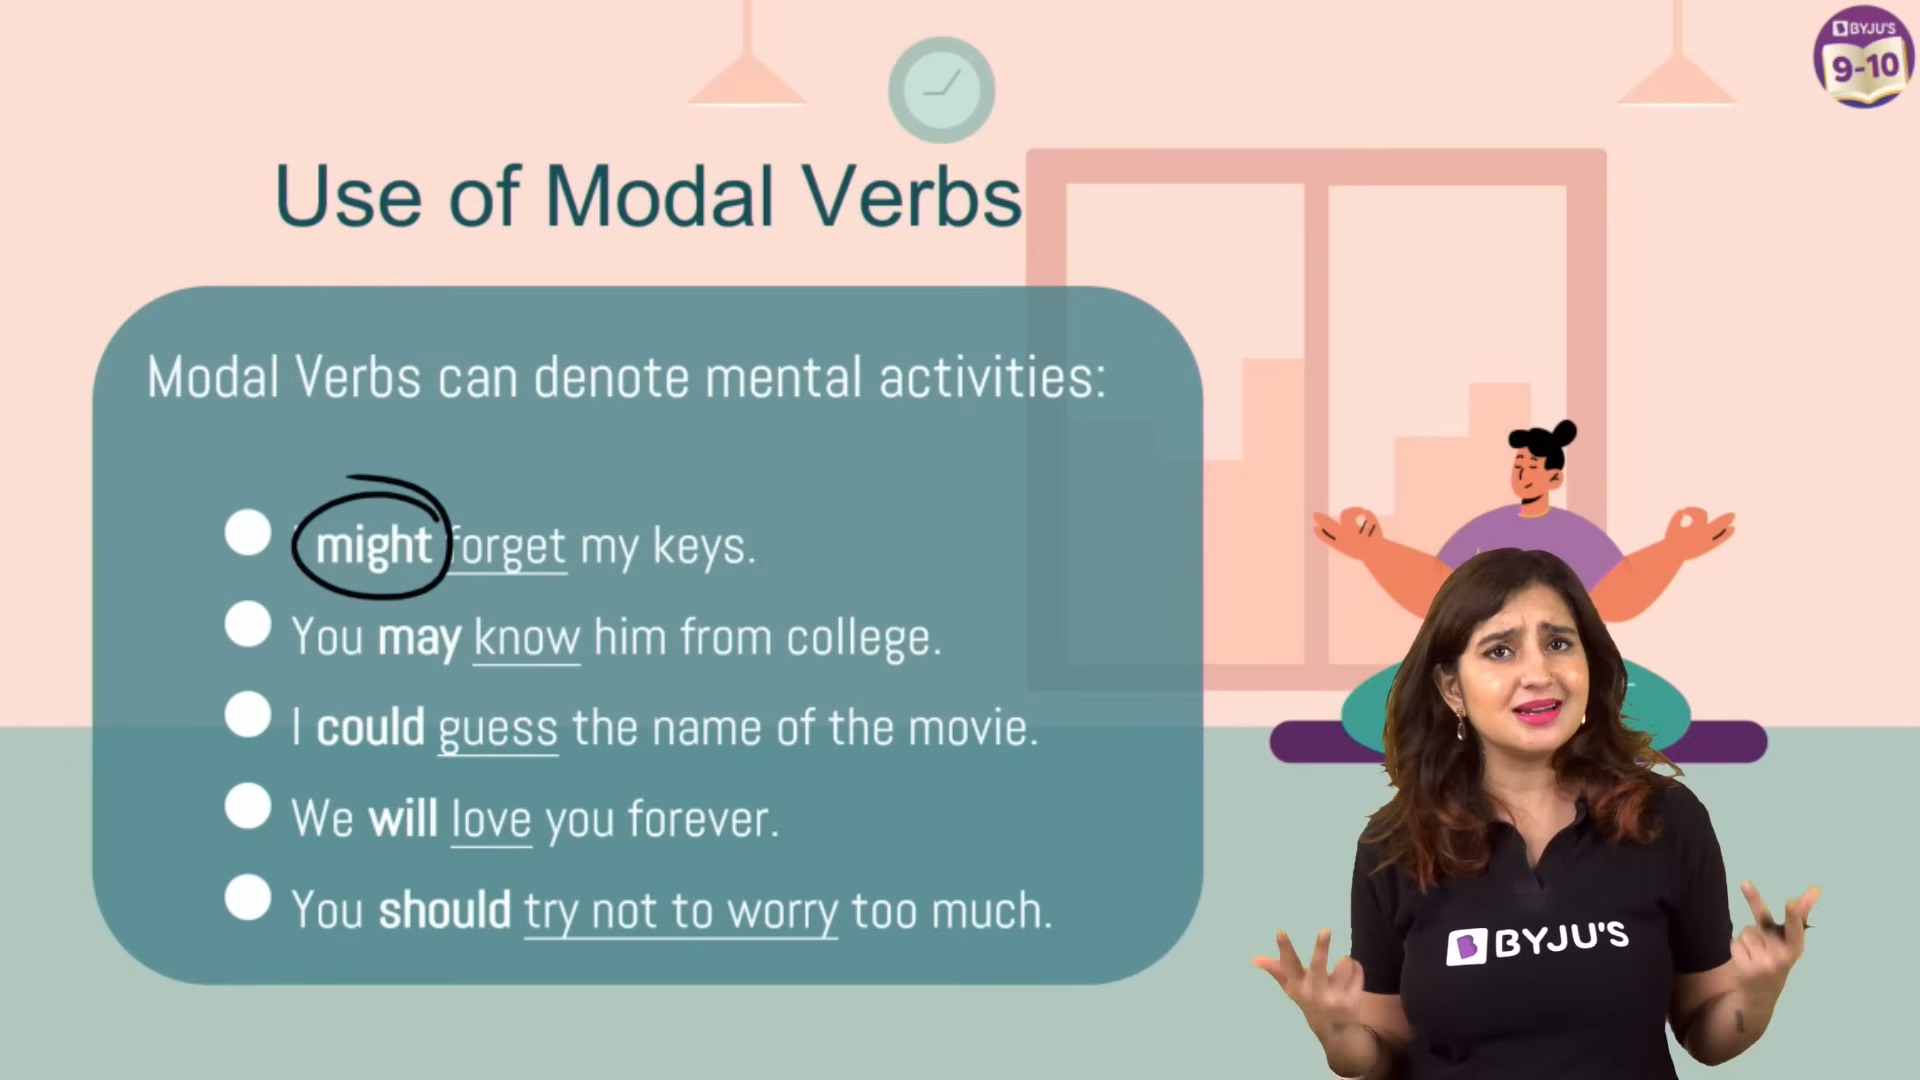 BYJU'S
9-10
Use of Modal Verbs
Modal Verbs can denote mental activities:
might forget my keys.
You may know him from college.
I could guess the name of the movie.
We will love you forever.
You should try not to worry too much.
B BYJU'S